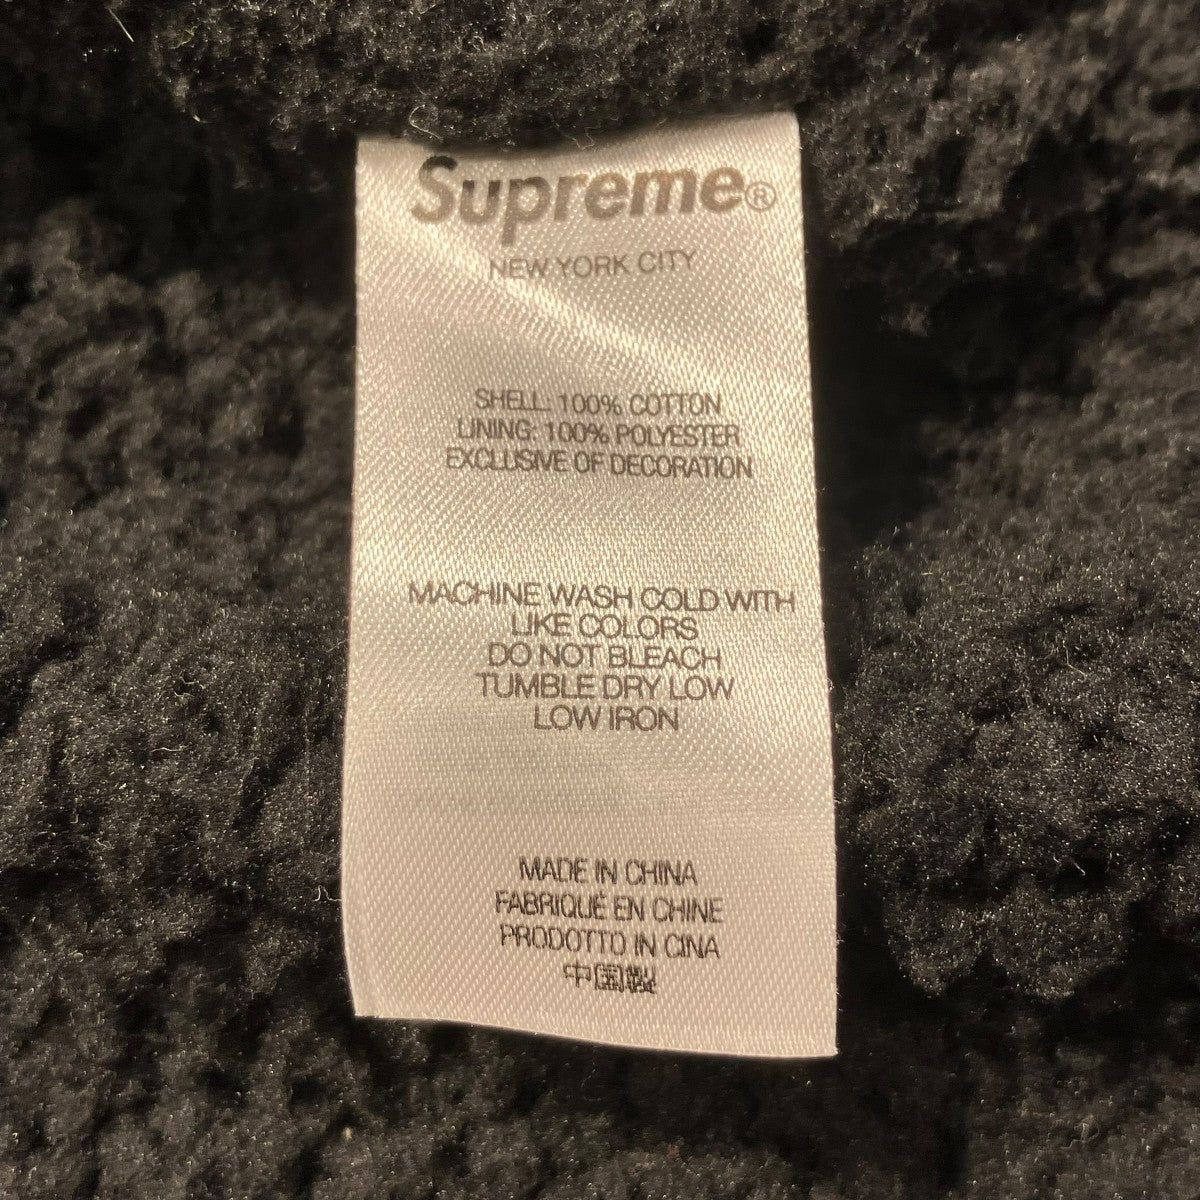 Supreme®
NEW YORK CITY
SHELL: 100% COTTON
LINING: 100% POLYESTER
EXCLUSIVE OF DECORATION
MACHINE WASH COLD WITH
LIKE COLORS
DO NOT BLEACH
TUMBLE DRY LOW
LOW IRON
MADE IN CHINA
FABRIQUÉ EN CHINE
PRODOTTO IN CINA
中国製